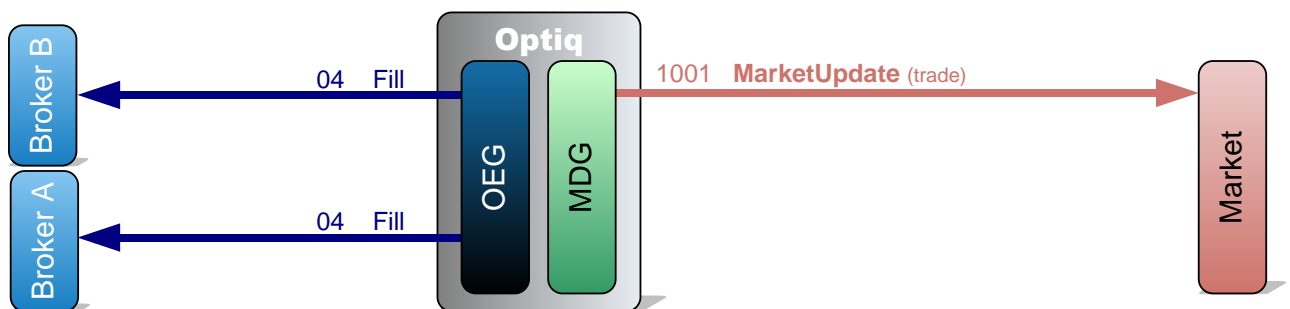 Optiq
Broker B
04 Fill
1001 MarketUpdate (trade)
OEG
MDG
Market
Broker A
04 Fill